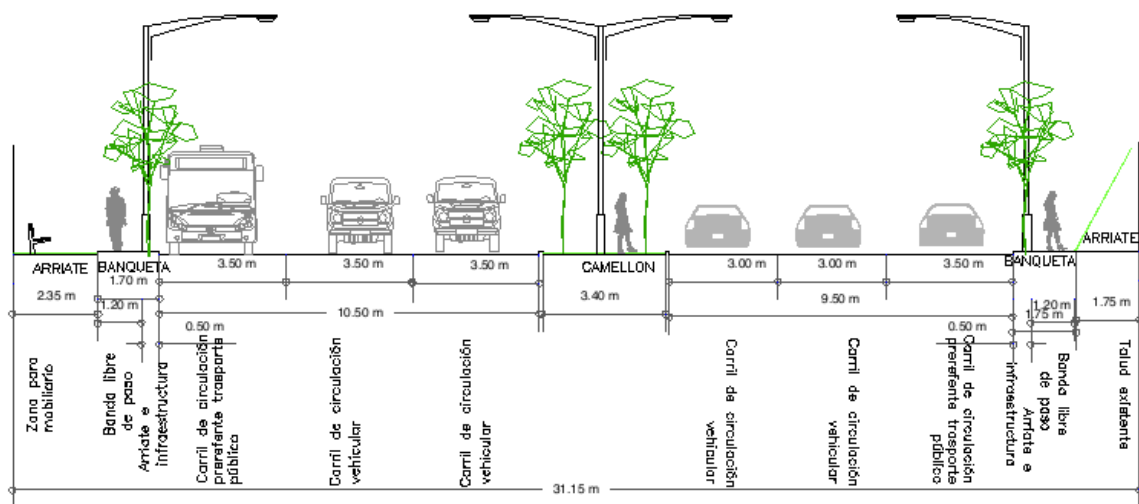 ARRIATE
BANQUETA
3.50 m
3.50 m
3.50 m
CAMELLON
3.00 m
3.00 m
3.50 m
BANQUETA
ARRIATE
2.35 m
1.70 m
1.20 m
10.50 m
3.40 m
9.50 m
1.20 m
1.75 m
1.75 m
0.50 m
0.50 m
Zona para
mobiliario
Banda libre
de paso
Arriate e
infraestructura
Carril de circulación
prerefente trasporte
público
Carril de circulación
vehicular
Carril de circulación
vehicular
Carril de circulación
vehicular
Carril de circulación
vehicular
Carril de circulación
prerefente trosporte
público
infraestructura
Arriate e
Banda libre
de paso
Talud existente
31.15 m